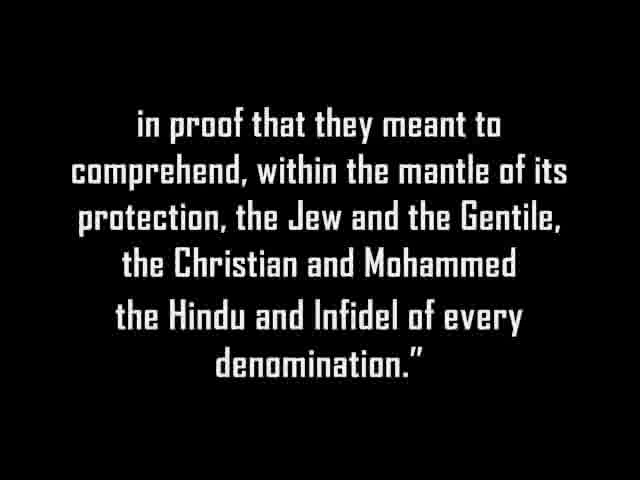 in proof that they meant to
comprehend, within the mantle of its
protection, the Jew and the Gentile,
the Christian and Mohammed
the Hindu and Infidel of every
denomination.”